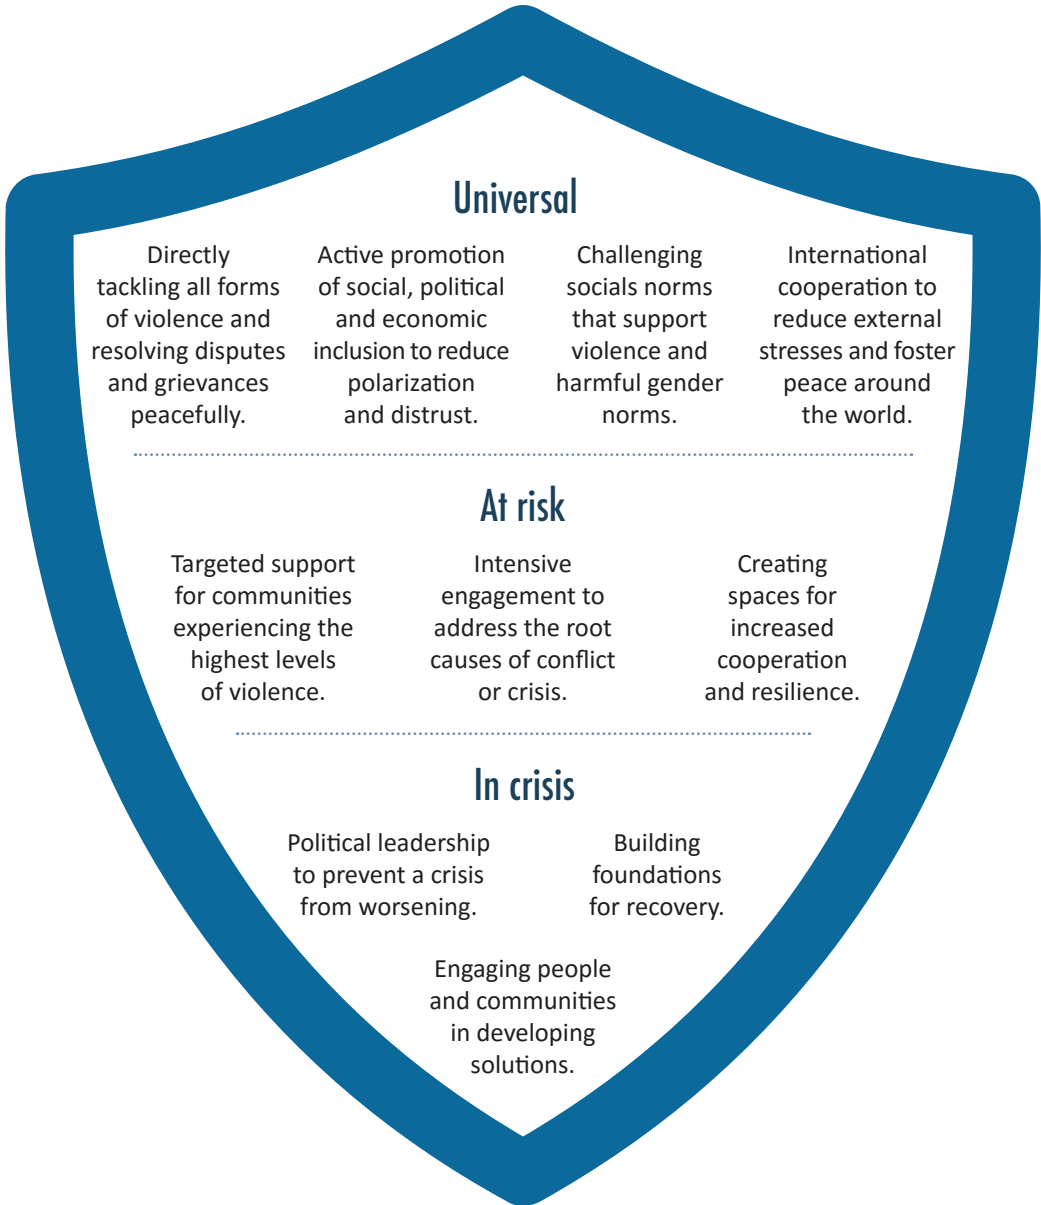 Universal
Directly
tackling all forms
of violence and
resolving disputes
and grievances
peacefully.
Active promotion
of social, political
and economic
inclusion to reduce
polarization
and distrust.
Challenging
socials norms
that support
violence and
harmful gender
norms.
International
cooperation to
reduce external
stresses and foster
peace around
the world.
At risk
Targeted support
for communities
experiencing the
highest levels
of violence.
Intensive
engagement to
address the root
causes of conflict
or crisis.
Creating
spaces for
increased
cooperation
and resilience.
In crisis
Political leadership
to prevent a crisis
from worsening.
Building
foundations
for recovery.
Engaging people
and communities
in developing
solutions.